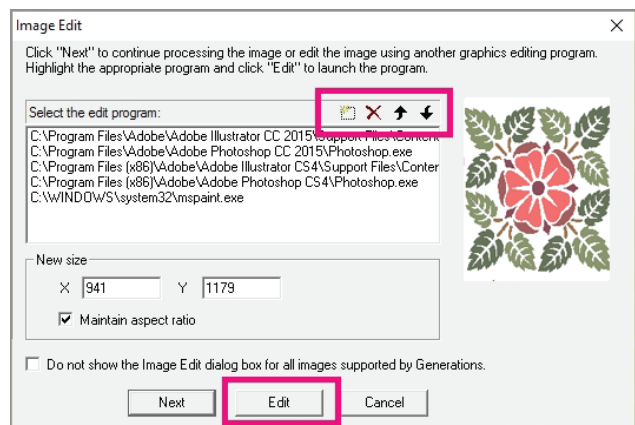 Image Edit
Click "Next" to continue processing the image or edit the image using another graphics editing program.
Highlight the appropriate program and click "Edit" to launch the program.
Select the edit program:
C:\Program Files\Adobe\Adobe Illustrator CC 2015\Support Files\Content
C:\Program Files\Adobe\Adobe Photoshop CC 2015\Photoshop.exe
C:\Program Files (x86)\Adobe\Adobe Illustrator CS4\Support Files\Conter
C:\Program Files (x86)\Adobe\Adobe Photoshop CS4\Photoshop.exe
C:\WINDOWS\system32\mspaint.exe
New size
X 941 Y 1179
Maintain aspect ratio
Do not show the Image Edit dialog box for all images supported by Generations.
Next Edit Cancel